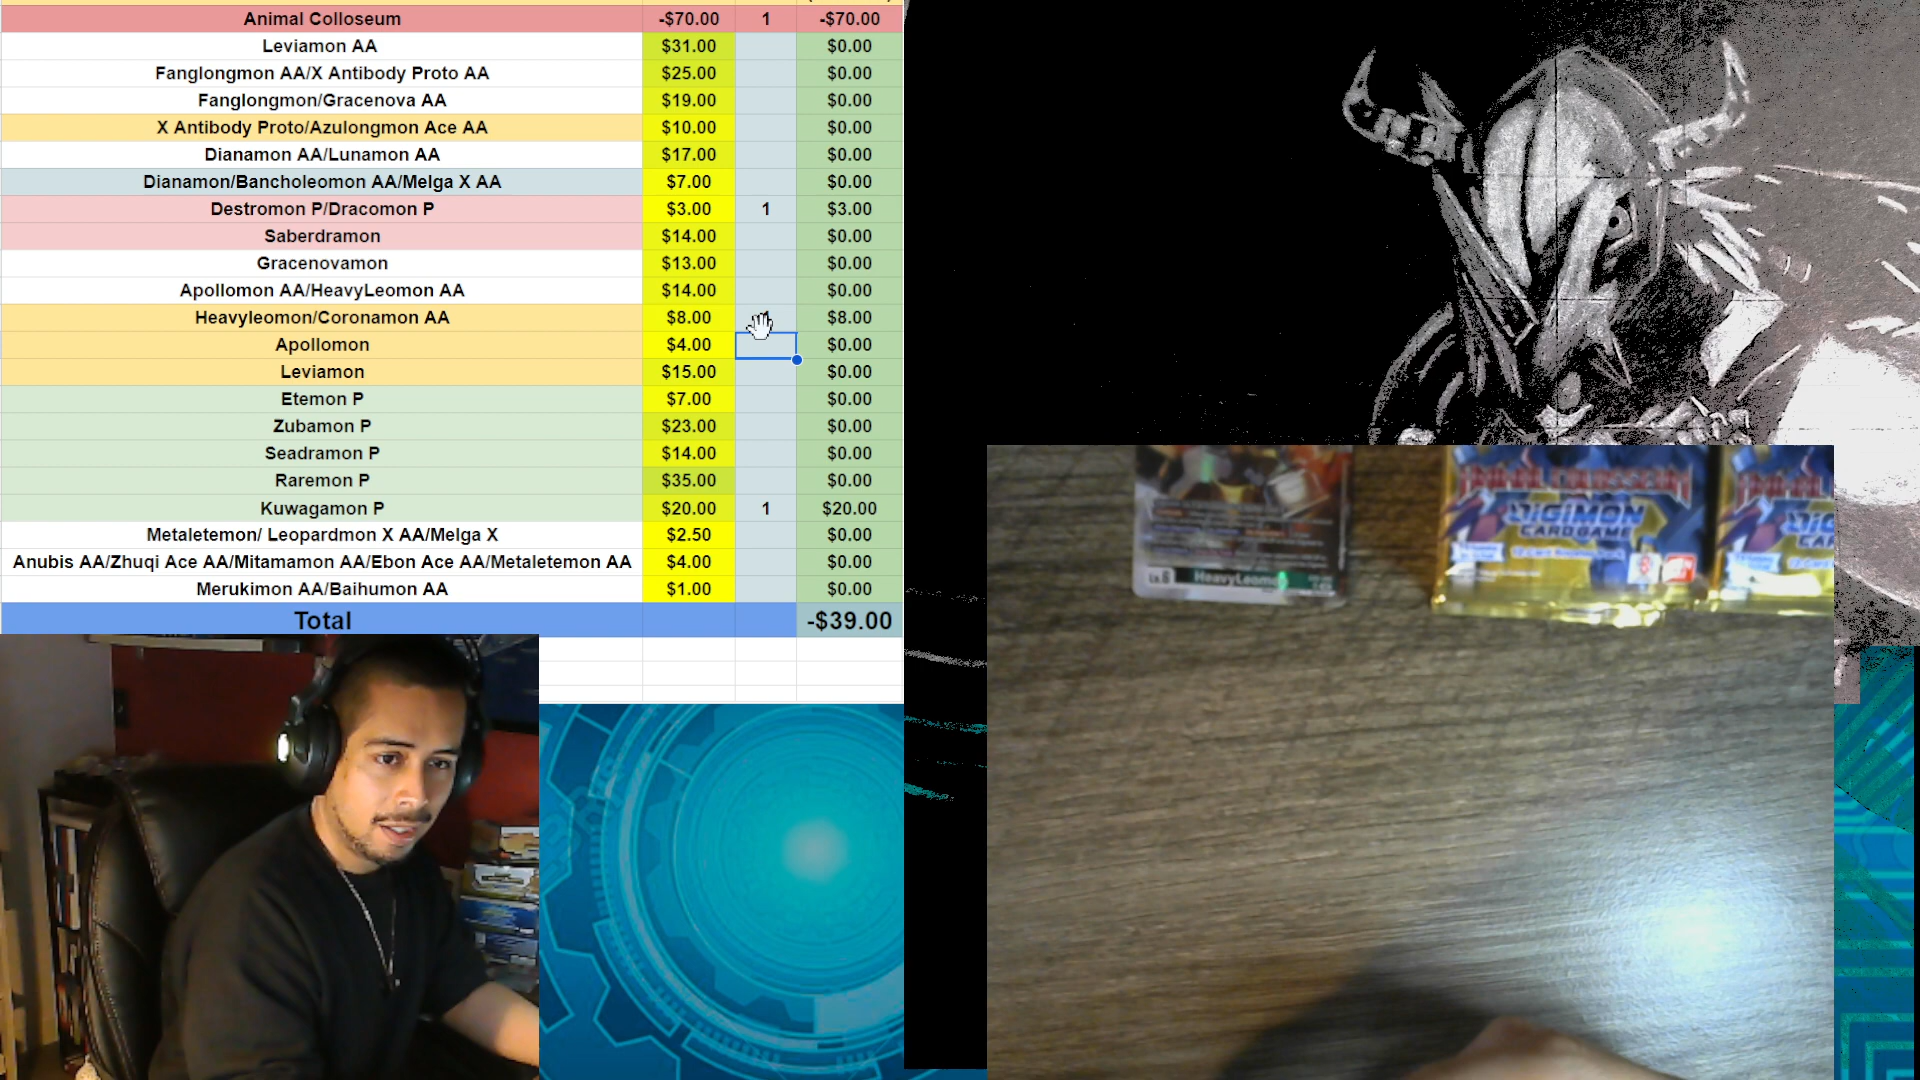 Animal Colloseum -$70.00 1 -$70.00
Leviamon AA $31.00 $0.00
Fanglongmon AA/X Antibody Proto AA $25.00 $0.00
Fanglongmon/Gracenova AA $19.00 $0.00
X Antibody Proto/Azulongmon Ace AA $10.00 $0.00
Dianamon AA/Lunamon AA $17.00 $0.00
Dianamon/Bancholeomon AA/Melga X AA $7.00 $0.00
Destromon P/Dracomon P $3.00 1 $3.00
Saberdramon $14.00 $0.00
Gracenovamon $13.00 $0.00
Apollomon AA/HeavyLeomon AA $14.00 $0.00
Heavyleomon/Coronamon AA $8.00 $8.00
Apollomon $4.00 $0.00
Leviamon $15.00 $0.00
Etemon P $7.00 $0.00
Zubamon P $23.00 $0.00
Seadramon P $14.00 $0.00
Raremon P $35.00 $0.00
Kuwagamon P $20.00 1 $20.00
Metaletemon/ Leopardmon X AA/Melga X $2.50 $0.00
Anubis AA/Zhuqi Ace AA/Mitamamon AA/Ebon Ace AA/Metaletemon AA $4.00 $0.00
Merukimon AA/Baihumon AA $1.00 $0.00
Total -$39.00
Lv.6 HeavyLeomon
DIGIMON
CARD GAME